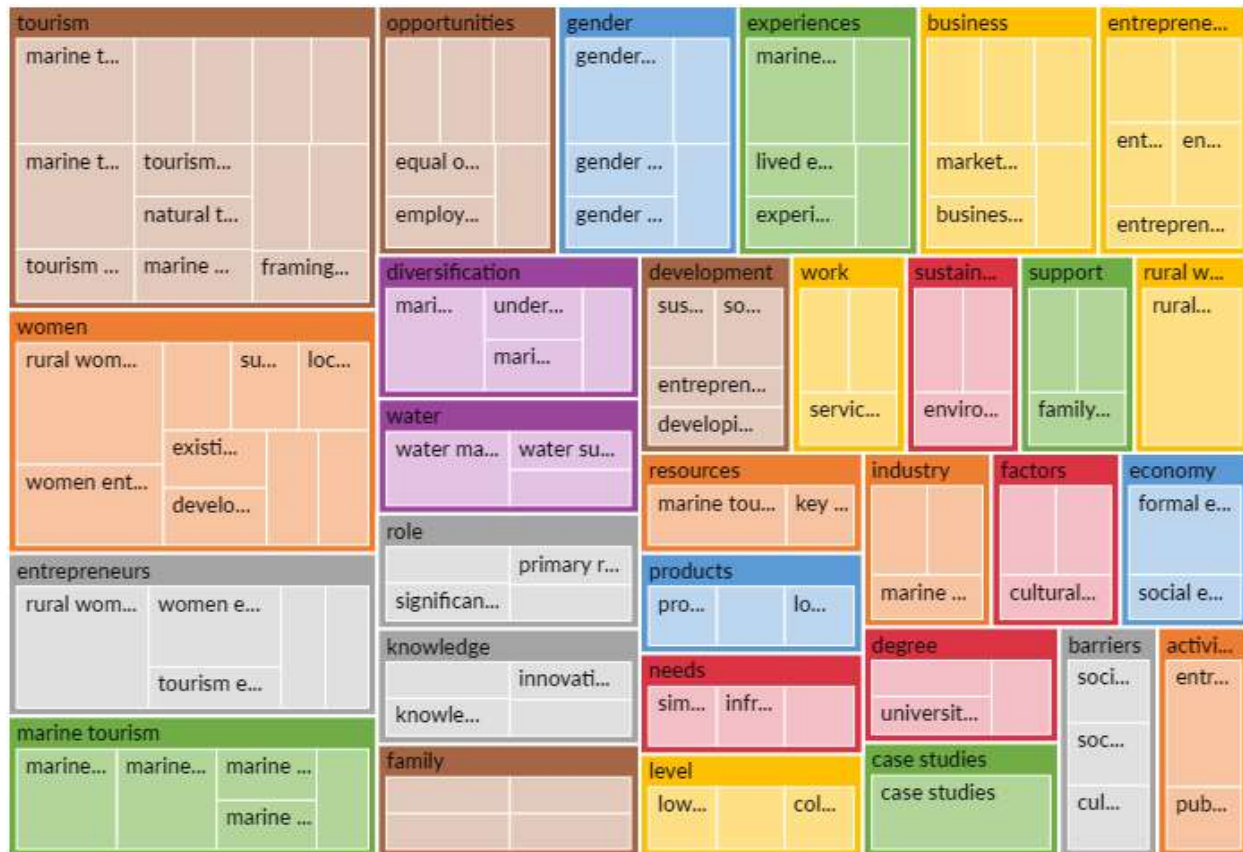 tourism
marine t...
marine t...
tourism...
natural t...
tourism ...
marine ...
framing...
women
rural wom...
su...
loc...
existi...
women ent...
develo...
entrepreneurs
rural wom...
women e...
tourism e...
marine tourism
marine...
marine...
marine ...
marine ...
opportunities
equal o...
employ...
gender
gender...
gender ...
gender ...
experiences
marine...
lived e...
experi...
business
market...
busines...
entreprene...
ent...
en...
entrepren...
diversification
mari...
under...
mari...
water
water ma...
water su...
role
primary r...
significan...
knowledge
innovati...
knowle...
family
development
sus...
so...
entrepren...
developi...
work
servic...
sustain...
enviro...
support
family...
rural w...
rural...
resources
marine tou...
key ...
industry
marine ...
factors
cultural...
economy
formal e...
social e...
products
pro...
lo...
needs
sim...
infr...
level
low...
col...
degree
universit...
case studies
case studies
barriers
soci...
soc...
cul...
activi...
entr...
pub...